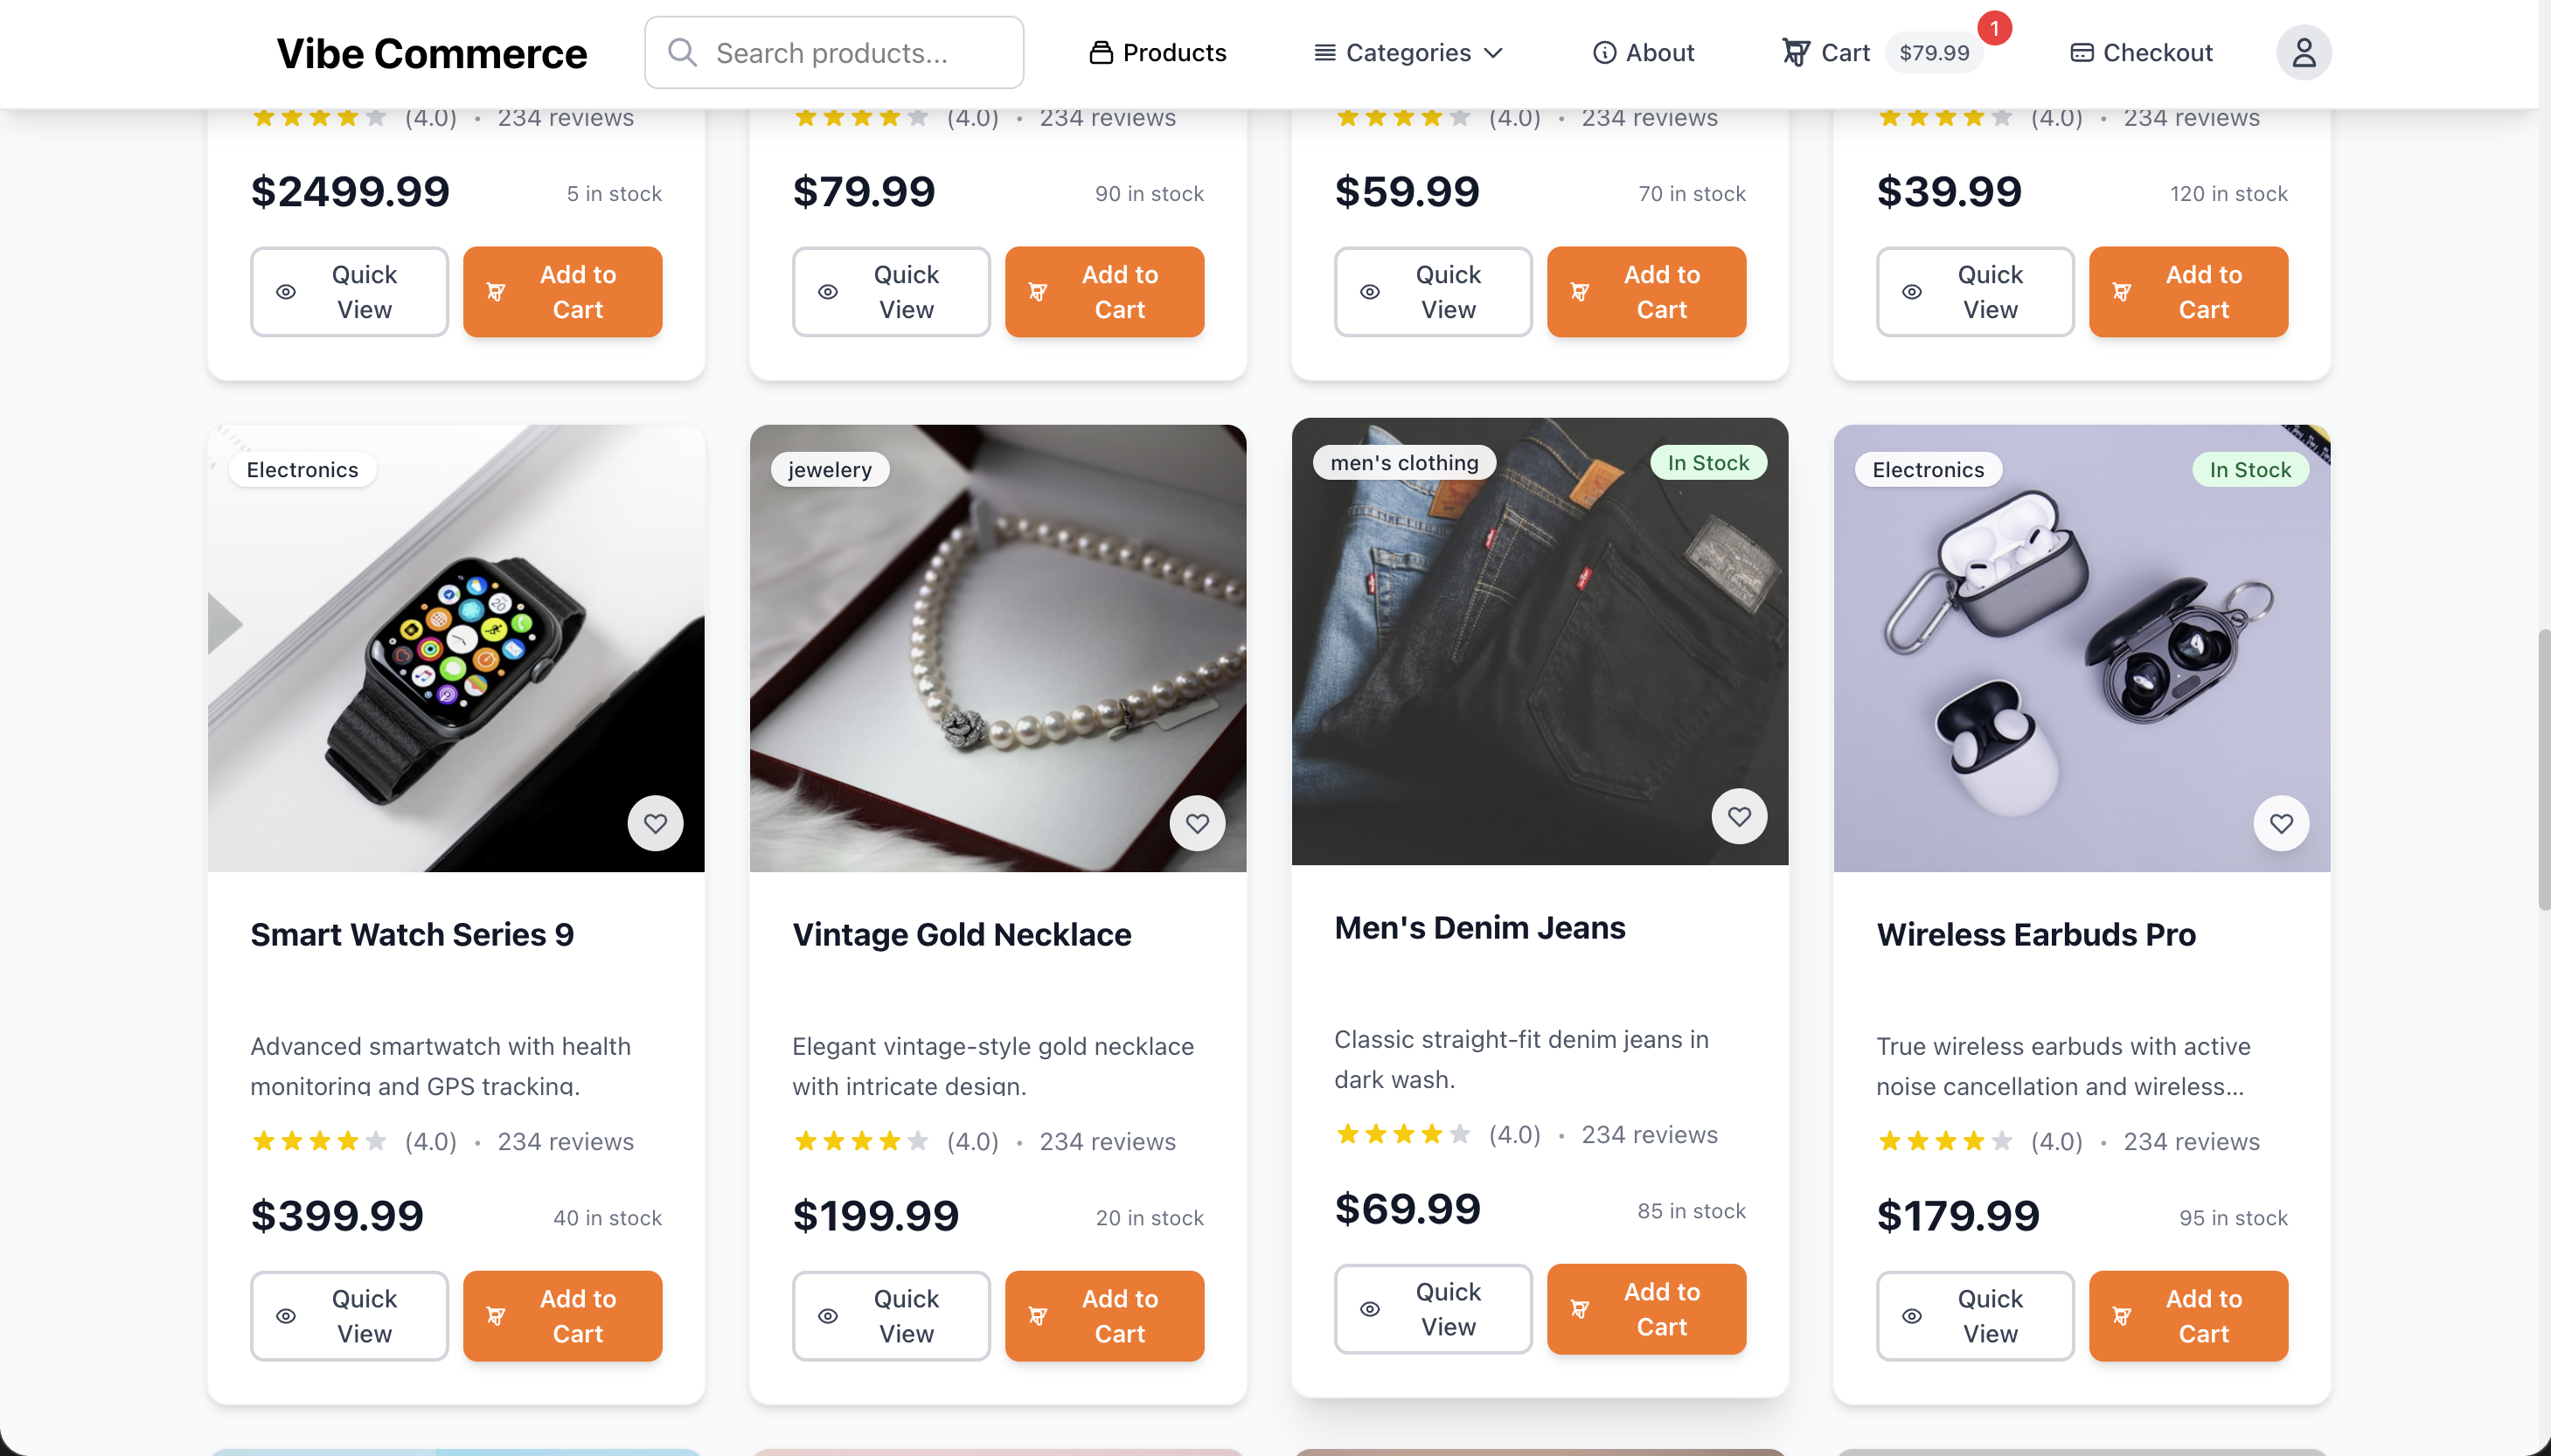 Vibe Commerce
Search products...
Products
Categories
About
Cart
$79.99
1
Checkout
(4.0) • 234 reviews
(4.0) • 234 reviews
(4.0) • 234 reviews
(4.0) • 234 reviews
$2499.99
5 in stock
$79.99
90 in stock
$59.99
70 in stock
$39.99
120 in stock
Quick
View
Add to
Cart
Quick
View
Add to
Cart
Quick
View
Add to
Cart
Quick
View
Add to
Cart
Electronics
Smart Watch Series 9
Advanced smartwatch with health
monitoring and GPS tracking.
(4.0) • 234 reviews
$399.99
40 in stock
Quick
View
Add to
Cart
jewelery
Vintage Gold Necklace
Elegant vintage-style gold necklace
with intricate design.
(4.0) • 234 reviews
$199.99
20 in stock
Quick
View
Add to
Cart
men's clothing
In Stock
Men's Denim Jeans
Classic straight-fit denim jeans in
dark wash.
(4.0) • 234 reviews
$69.99
85 in stock
Quick
View
Add to
Cart
Electronics
In Stock
Wireless Earbuds Pro
True wireless earbuds with active
noise cancellation and wireless...
(4.0) • 234 reviews
$179.99
95 in stock
Quick
View
Add to
Cart